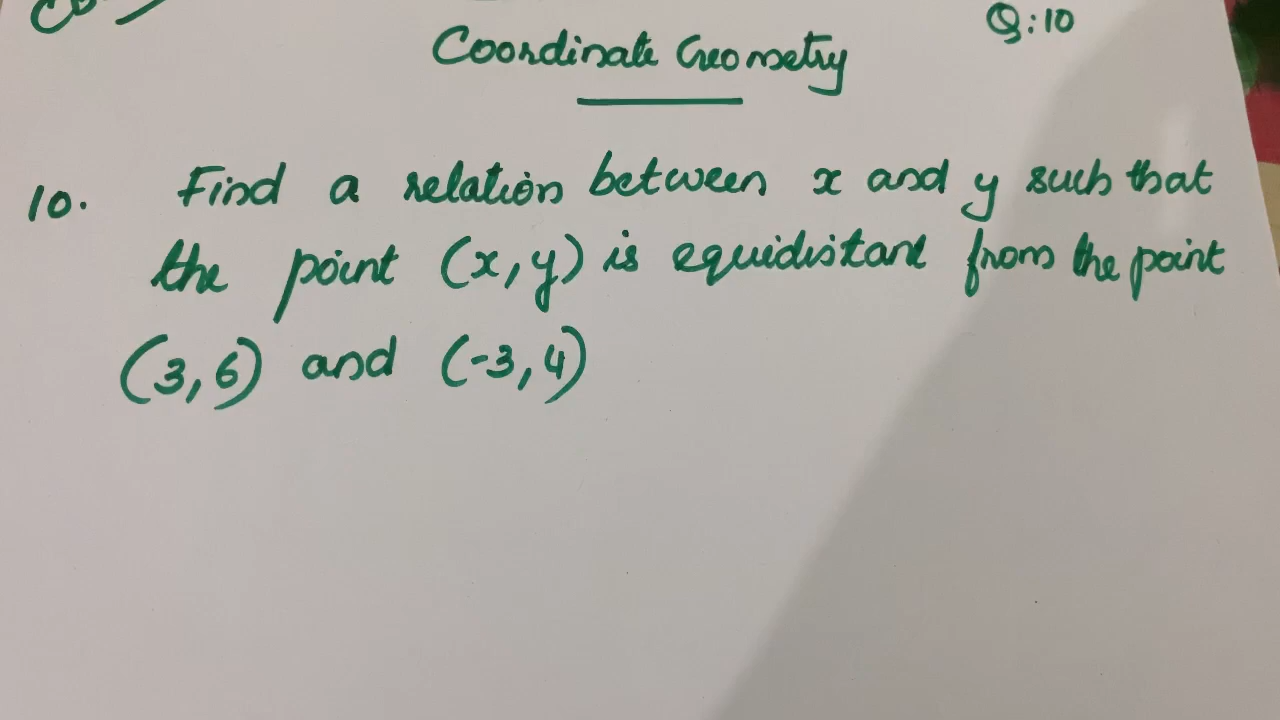 Q:10
Coordinate Geometry
10. Find a relation between x and y such that
the point (x,y) is equidistant from the point
(3,6) and (-3,4)